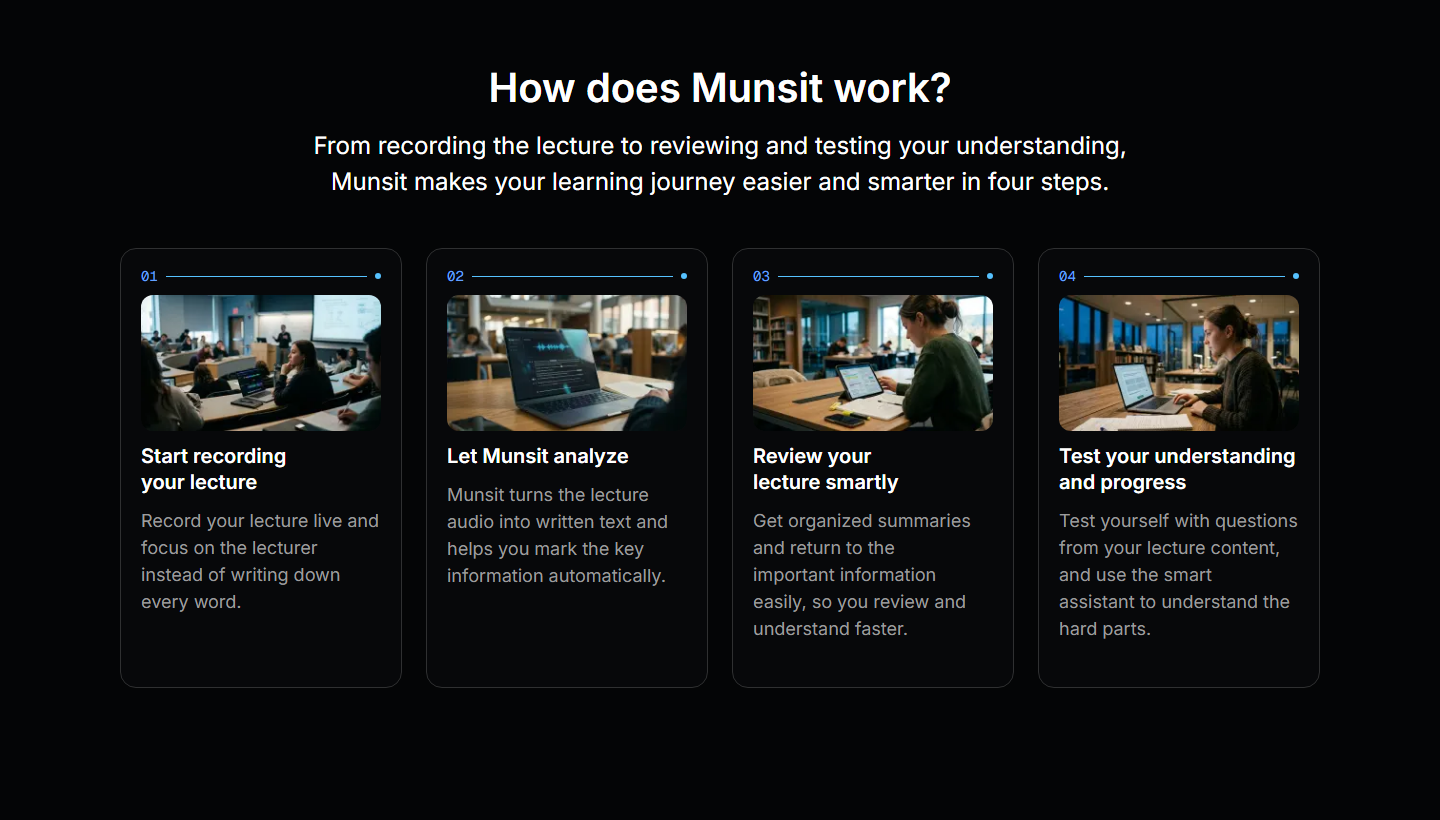 How does Munsit work?
From recording the lecture to reviewing and testing your understanding,
Munsit makes your learning journey easier and smarter in four steps.
01
Start recording
your lecture
Record your lecture live and
focus on the lecturer
instead of writing down
every word.
02
Let Munsit analyze
Munsit turns the lecture
audio into written text and
helps you mark the key
information automatically.
03
Review your
lecture smartly
Get organized summaries
and return to the
important information
easily, so you review and
understand faster.
04
Test your understanding
and progress
Test yourself with questions
from your lecture content,
and use the smart
assistant to understand the
hard parts.